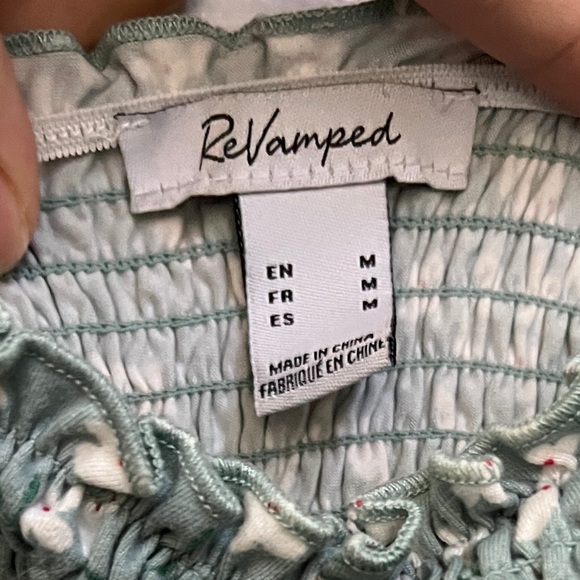 ReVamped
EN M
FR M
ES M
MADE IN CHINA
FABRIQUÉ EN CHINE